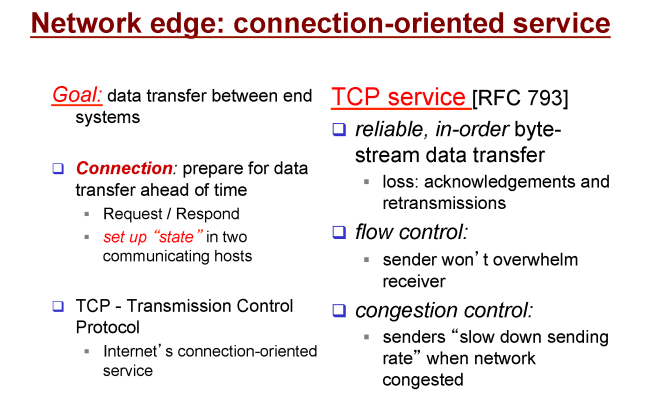 Network edge: connection-oriented service
Goal: data transfer between end
systems
Connection: prepare for data
transfer ahead of time
Request / Respond
set up “state” in two
communicating hosts
TCP - Transmission Control
Protocol
Internet’s connection-oriented
service
TCP service [RFC 793]
reliable, in-order byte-
stream data transfer
loss: acknowledgements and
retransmissions
flow control:
sender won’t overwhelm
receiver
congestion control:
senders “slow down sending
rate” when network
congested